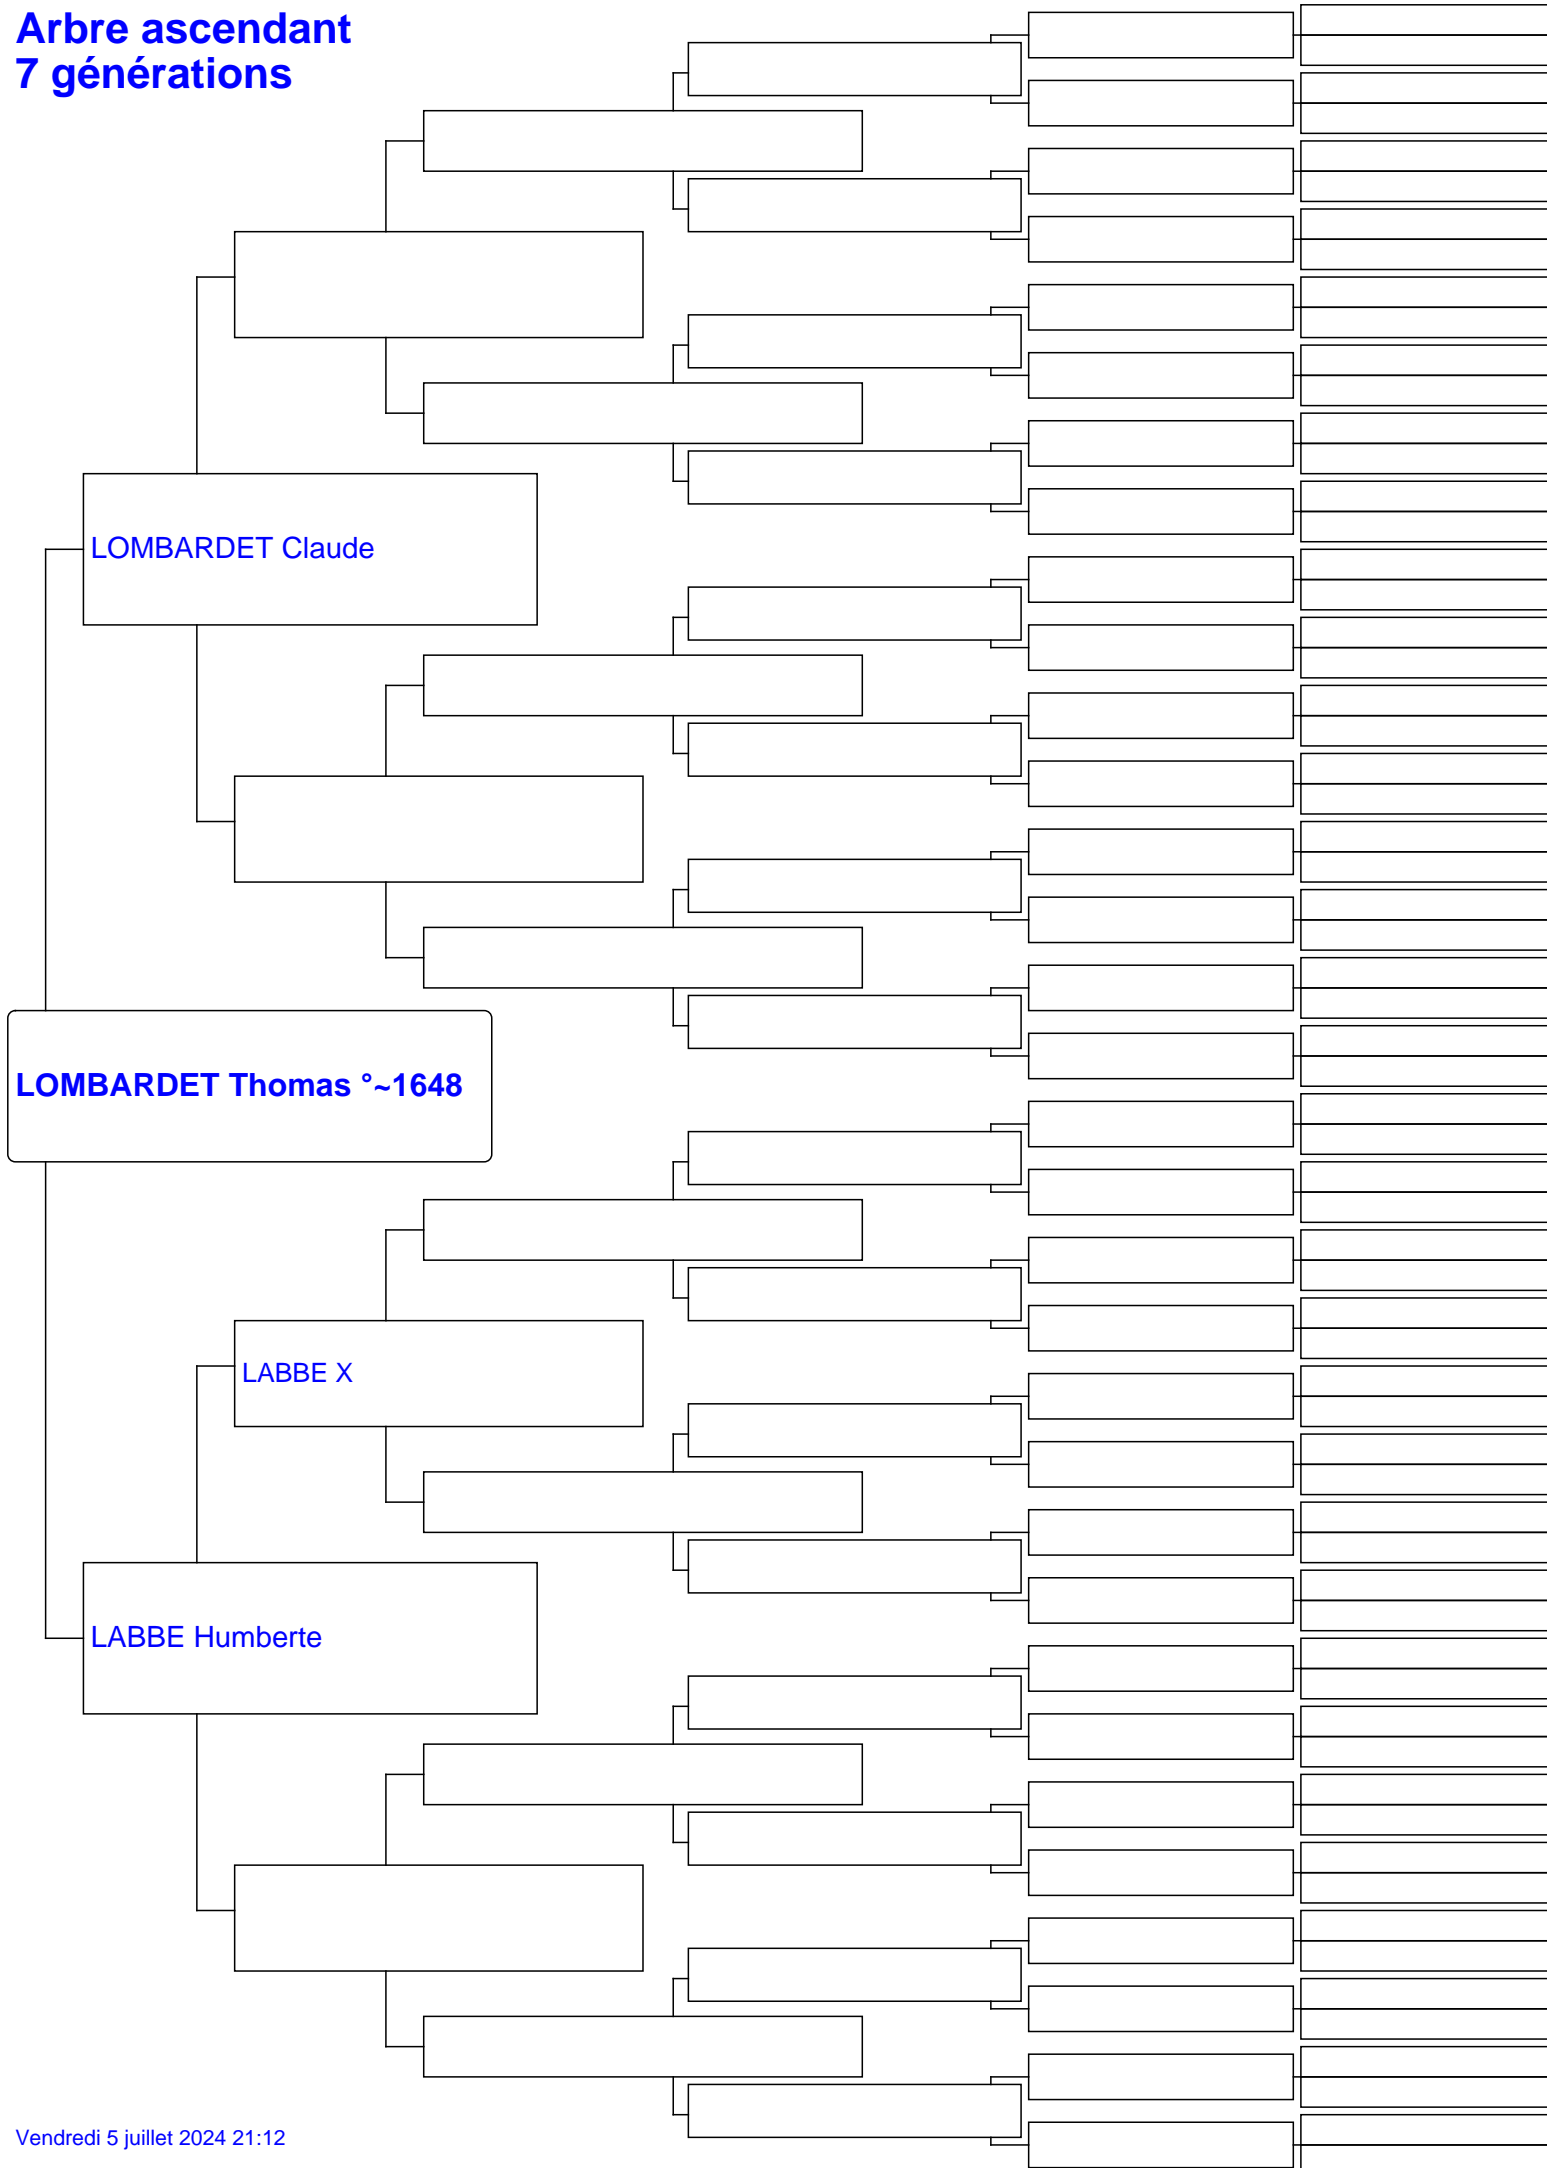 Arbre ascendant
7 générations
LOMBARDET Claude
LOMBARDET Thomas °~1648
LABBE X
LABBE Humberte
Vendredi 5 juillet 2024 21:12